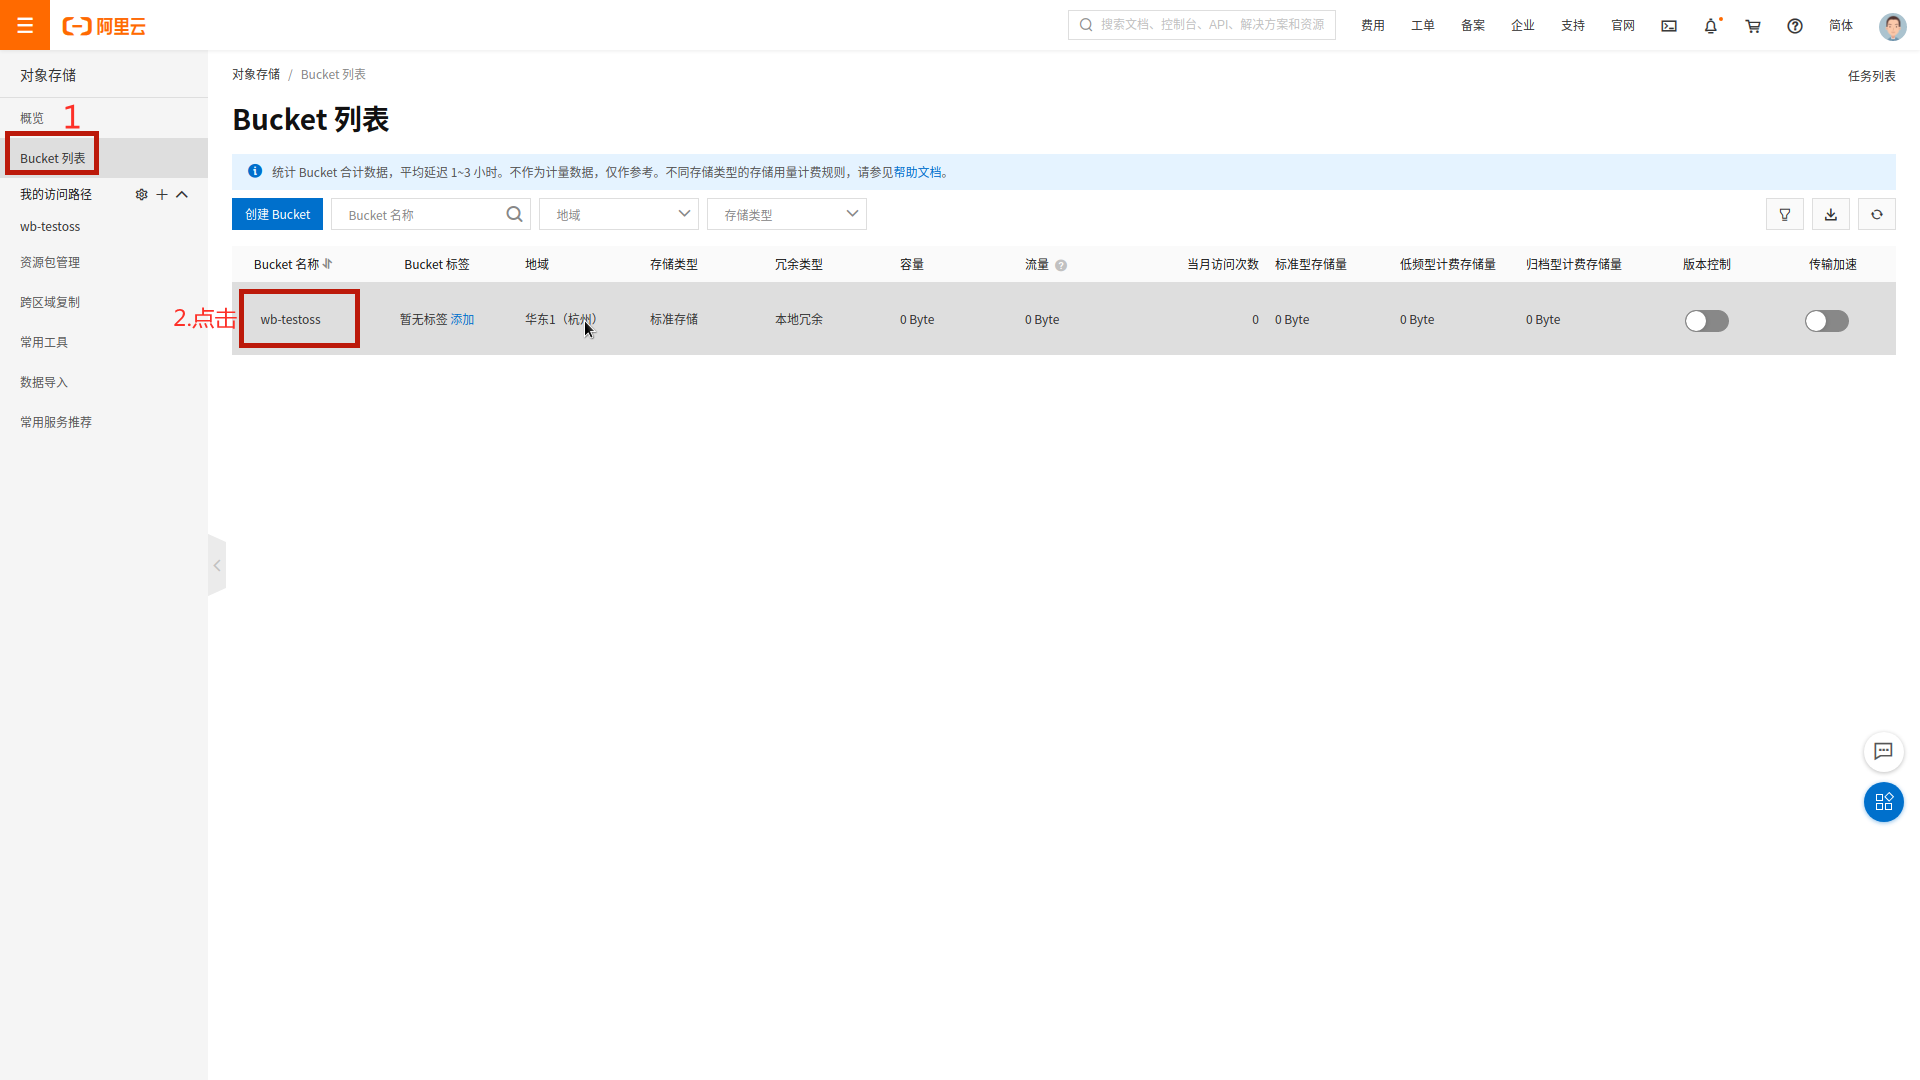 阿里云
搜索文档、控制台、API、解决方案和资源
费用 工单 备案 企业 支持 官网 简体
对象存储
概览
1
Bucket 列表
我的访问路径
wb-testoss
资源包管理
跨区域复制
常用工具
数据导入
常用服务推荐
对象存储 / Bucket 列表
任务列表
Bucket 列表
统计 Bucket 合计数据，平均延迟 1~3 小时。不作为计量数据，仅作参考。不同存储类型的存储用量计费规则，请参见帮助文档。
创建 Bucket Bucket 名称 地域 存储类型
Bucket 名称 Bucket 标签 地域 存储类型 冗余类型 容量 流量 当月访问次数 标准型存储量 低频型计费存储量 归档型计费存储量 版本控制 传输加速
2.点击
wb-testoss 暂无标签 添加 华东1（杭州） 标准存储 本地冗余 0 Byte 0 Byte 0 0 Byte 0 Byte 0 Byte